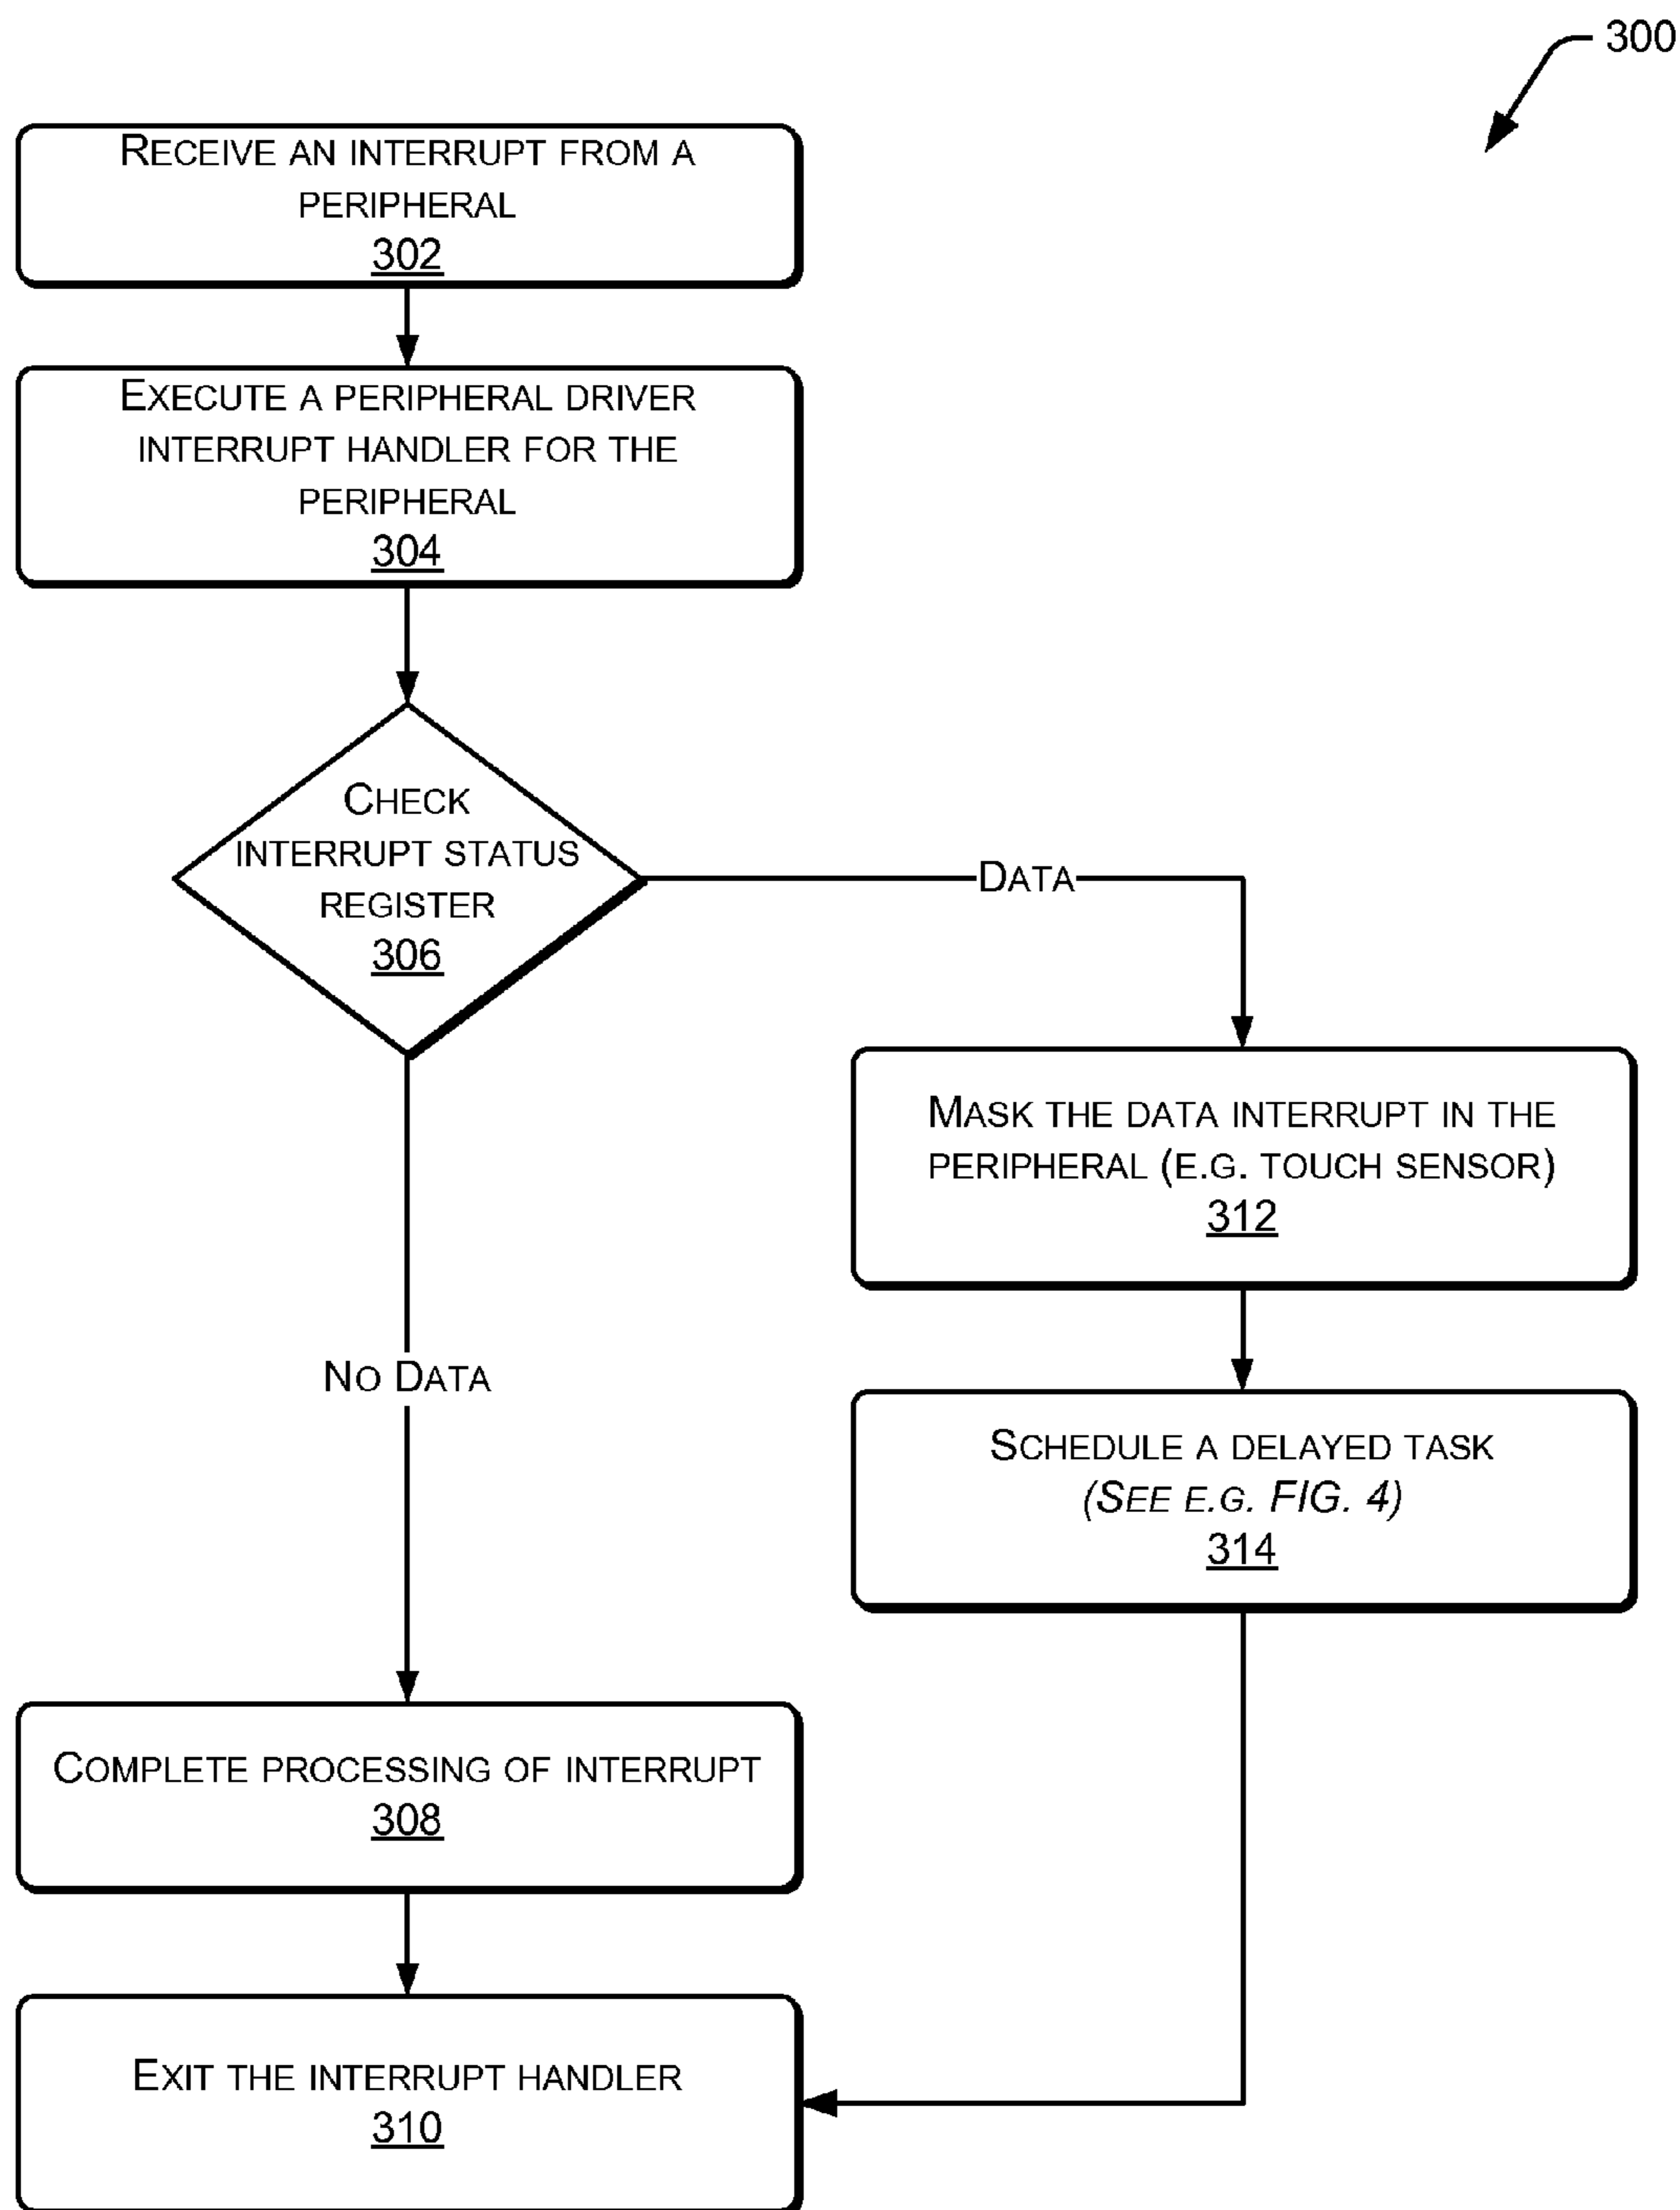 300
RECEIVE AN INTERRUPT FROM A
PERIPHERAL
302
EXECUTE A PERIPHERAL DRIVER
INTERRUPT HANDLER FOR THE
PERIPHERAL
304
CHECK
INTERRUPT STATUS
REGISTER
306
DATA
MASK THE DATA INTERRUPT IN THE
PERIPHERAL (E.G. TOUCH SENSOR)
312
NO DATA
SCHEDULE A DELAYED TASK
(SEE E.G. FIG. 4)
314
COMPLETE PROCESSING OF INTERRUPT
308
EXIT THE INTERRUPT HANDLER
310